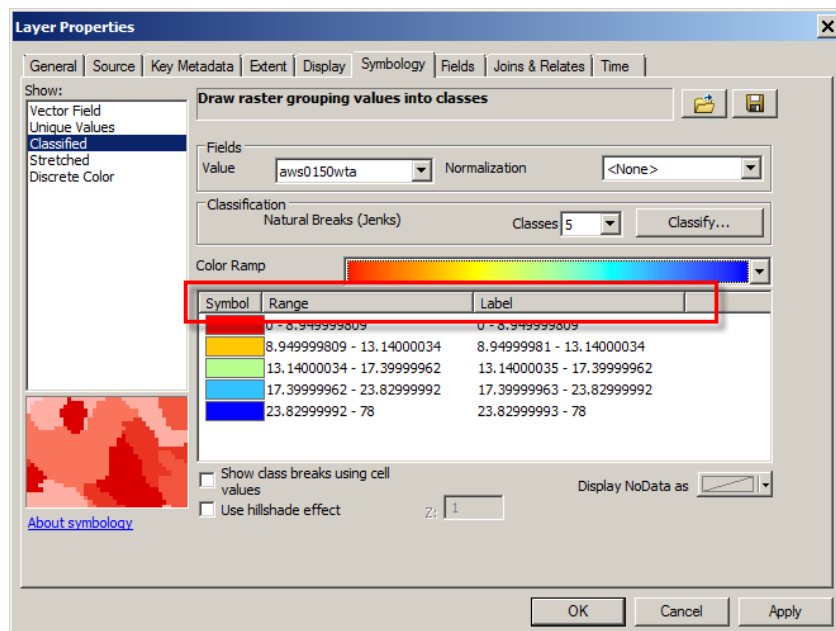 Layer Properties
General Source Key Metadata Extent Display Symbology Fields Joins & Relates Time
Show:
Vector Field
Unique Values
Classified
Stretched
Discrete Color
About symbology
Draw raster grouping values into classes
Fields
Value aws0150wta Normalization <None>
Classification
Natural Breaks (Jenks) Classes 5 Classify...
Color Ramp
Symbol Range Label
0 - 8.949999809 0 - 8.949999809
8.949999809 - 13.14000034 8.94999981 - 13.14000034
13.14000034 - 17.39999962 13.14000035 - 17.39999962
17.39999962 - 23.82999992 17.39999963 - 23.82999992
23.82999992 - 78 23.82999993 - 78
Show class breaks using cell
values
Display NoData as
Use hillshade effect Z: 1
OK Cancel Apply